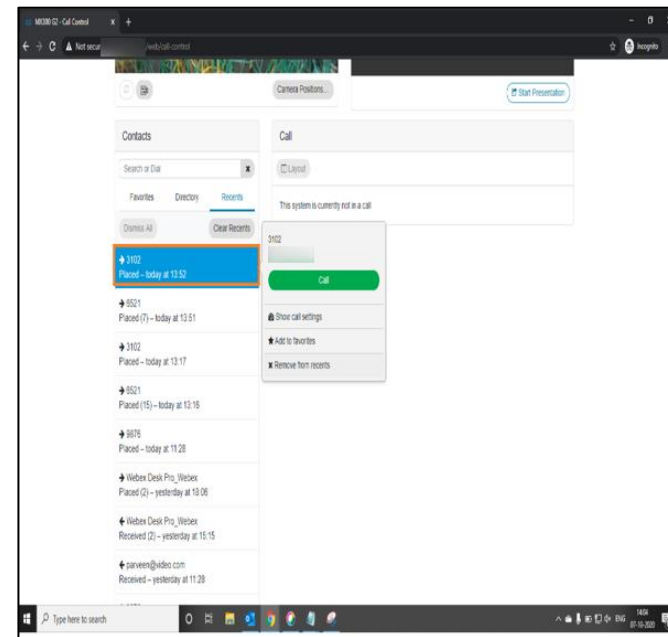 MX300 G2 - Call Control
Not secur
/web/call-control
Incognito
Camera Positions...
Start Presentation
Contacts
Call
Search or Dial
Layout
Favorites Directory Recents
This system is currently not in a call
Dismiss All Clear Recents
3102
Placed – today at 13:52
3102
Call
Show call settings
Add to favorites
Remove from recents
6521
Placed (7) – today at 13:51
3102
Placed – today at 13:17
6521
Placed (15) – today at 13:16
9876
Placed – today at 11:28
Webex Desk Pro_Webex
Placed (2) – yesterday at 18:06
Webex Desk Pro_Webex
Received (2) – yesterday at 15:15
parveen@video.com
Received – yesterday at 11:28
Type here to search
ENG
14:04
07-10-2020